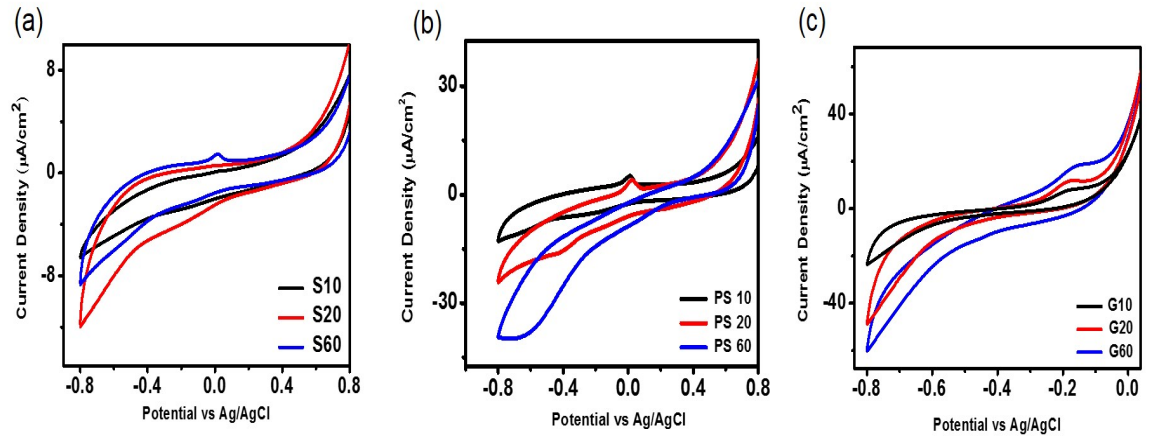 (a)
Current Density (μA/cm²)
8
0
-8
-0.8
-0.4
0.0
0.4
0.8
Potential vs Ag/AgCl
S10
S20
S60
(b)
Current Density (μA/cm²)
30
0
-30
-0.8
-0.4
0.0
0.4
0.8
Potential vs Ag/AgCl
PS 10
PS 20
PS 60
(c)
Current Density (μA/cm²)
40
0
-40
-0.8
-0.6
-0.4
-0.2
0.0
Potential vs Ag/AgCl
G10
G20
G60